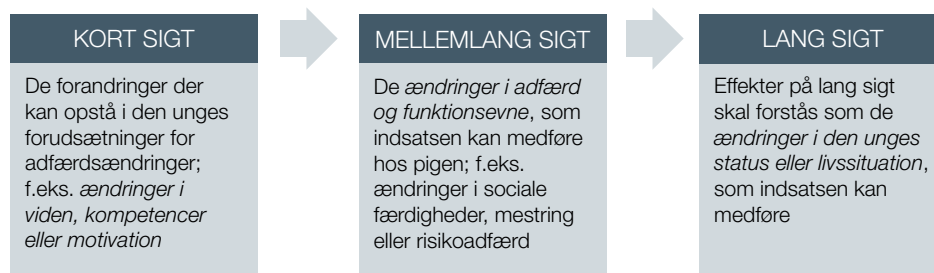 KORT SIGT
De forandringer der
kan opstå i den unges
forudsætninger for
adfærdsændringer;
f.eks. ændringer i
viden, kompetencer
eller motivation
MELLEMLANG SIGT
De ændringer i adfærd
og funktionsevne, som
indsatsen kan medføre
hos pigen; f.eks.
ændringer i sociale
færdigheder, mestring
eller risikoadfærd
LANG SIGT
Effekter på lang sigt
skal forstås som de
ændringer i den unges
status eller livssituation,
som indsatsen kan
medføre